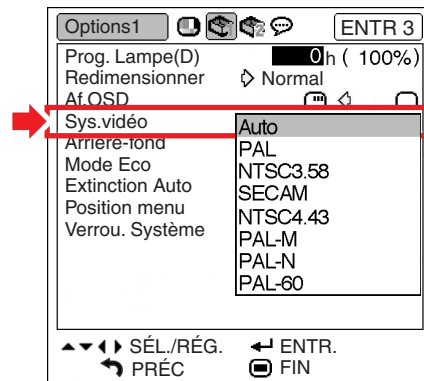 Options1 ENTR 3
Prog. Lampe(D) 0 h ( 100%)
Redimensionner Normal
Af.OSD
Sys.vidéo
Auto
Arrière-fond
PAL
Mode Eco
NTSC3.58
Extinction Auto
SECAM
Position menu
NTSC4.43
Verrou. Système
PAL-M
PAL-N
PAL-60
SÉL./RÉG. ENTR.
PRÉC FIN